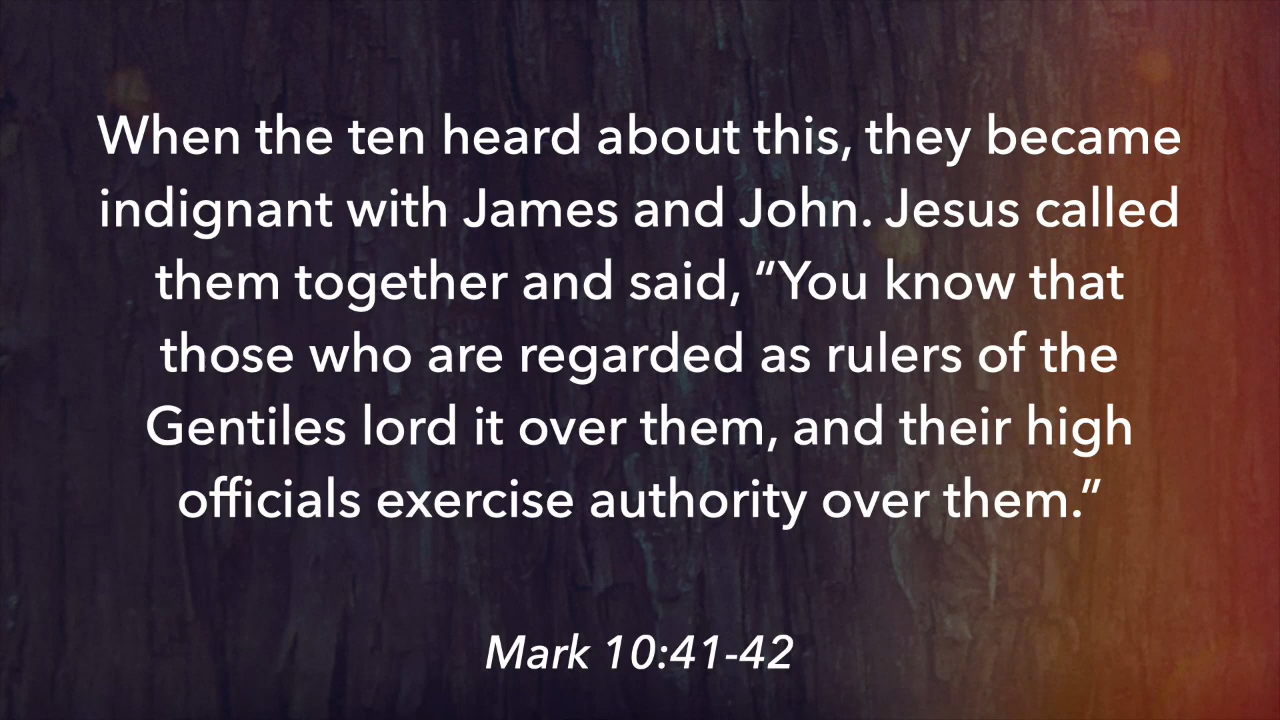 When the ten heard about this, they became
indignant with James and John. Jesus called
them together and said, “You know that
those who are regarded as rulers of the
Gentiles lord it over them, and their high
officials exercise authority over them.”
Mark 10:41-42